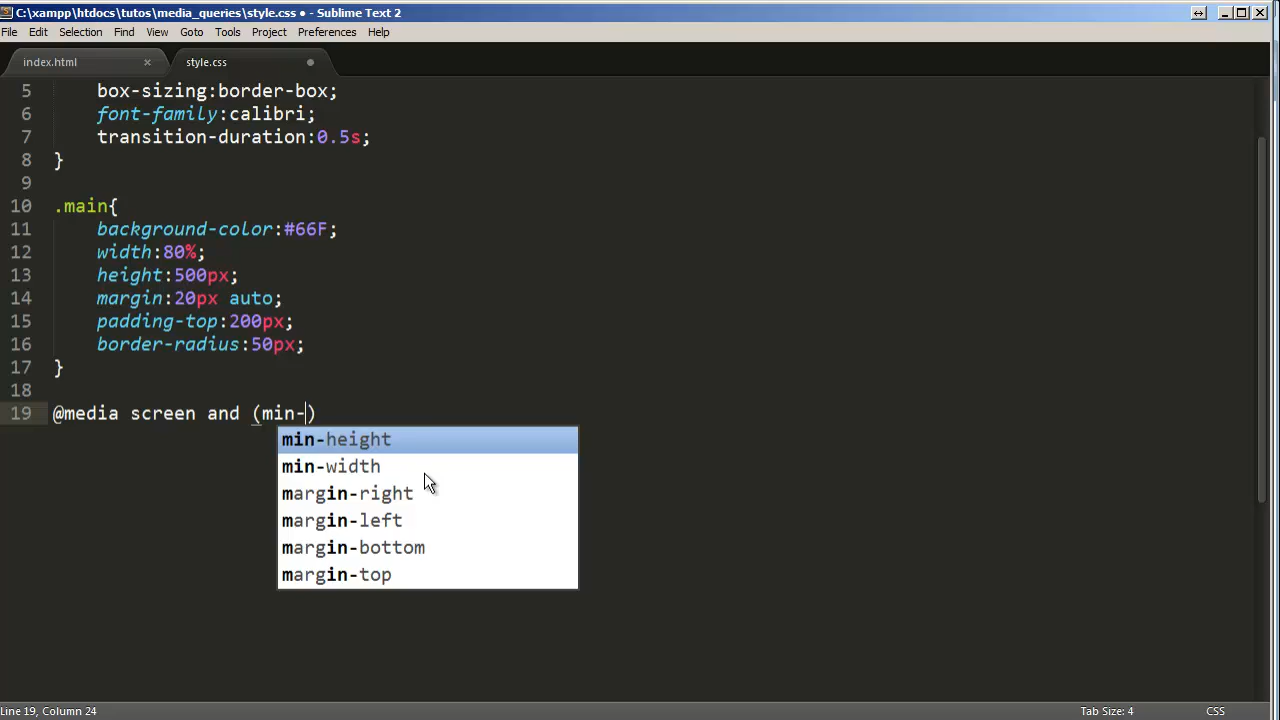 C:\xampp\htdocs\tutos\media_queries\style.css • - Sublime Text 2
File Edit Selection Find View Goto Tools Project Preferences Help
index.html × style.css
5 box-sizing:border-box;
6 font-family:calibri;
7 transition-duration:0.5s;
8 }
9
10 .main{
11 background-color:#66F;
12 width:80%;
13 height:500px;
14 margin:20px auto;
15 padding-top:200px;
16 border-radius:50px;
17 }
18
19 @media screen and (min-)
min-height
min-width
margin-right
margin-left
margin-bottom
margin-top
Line 19, Column 24 Tab Size: 4 CSS